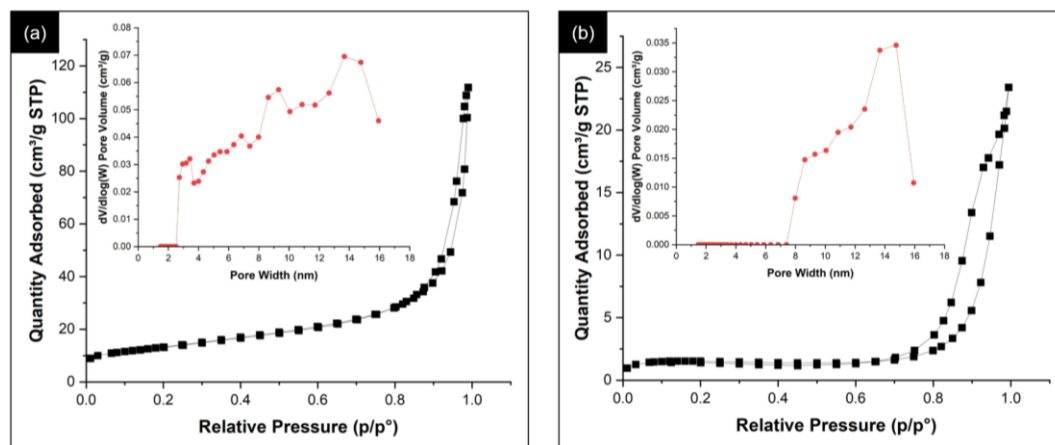 (a)
Quantity Adsorbed (cm³/g STP)
120
100
80
60
40
20
0
0.0 0.2 0.4 0.6 0.8 1.0
Relative Pressure (p/p°)
dV/dlog(W) Pore Volume (cm³/g)
0.08
0.07
0.06
0.05
0.04
0.03
0.02
0.01
0.00
0 2 4 6 8 10 12 14 16 18
Pore Width (nm)
(b)
Quantity Adsorbed (cm³/g STP)
25
20
15
10
5
0
0.0 0.2 0.4 0.6 0.8 1.0
Relative Pressure (p/p°)
dV/dlog(W) Pore Volume (cm³/g)
0.035
0.030
0.025
0.020
0.015
0.010
0.005
0.000
2 4 6 8 10 12 14 16 18
Pore Width (nm)